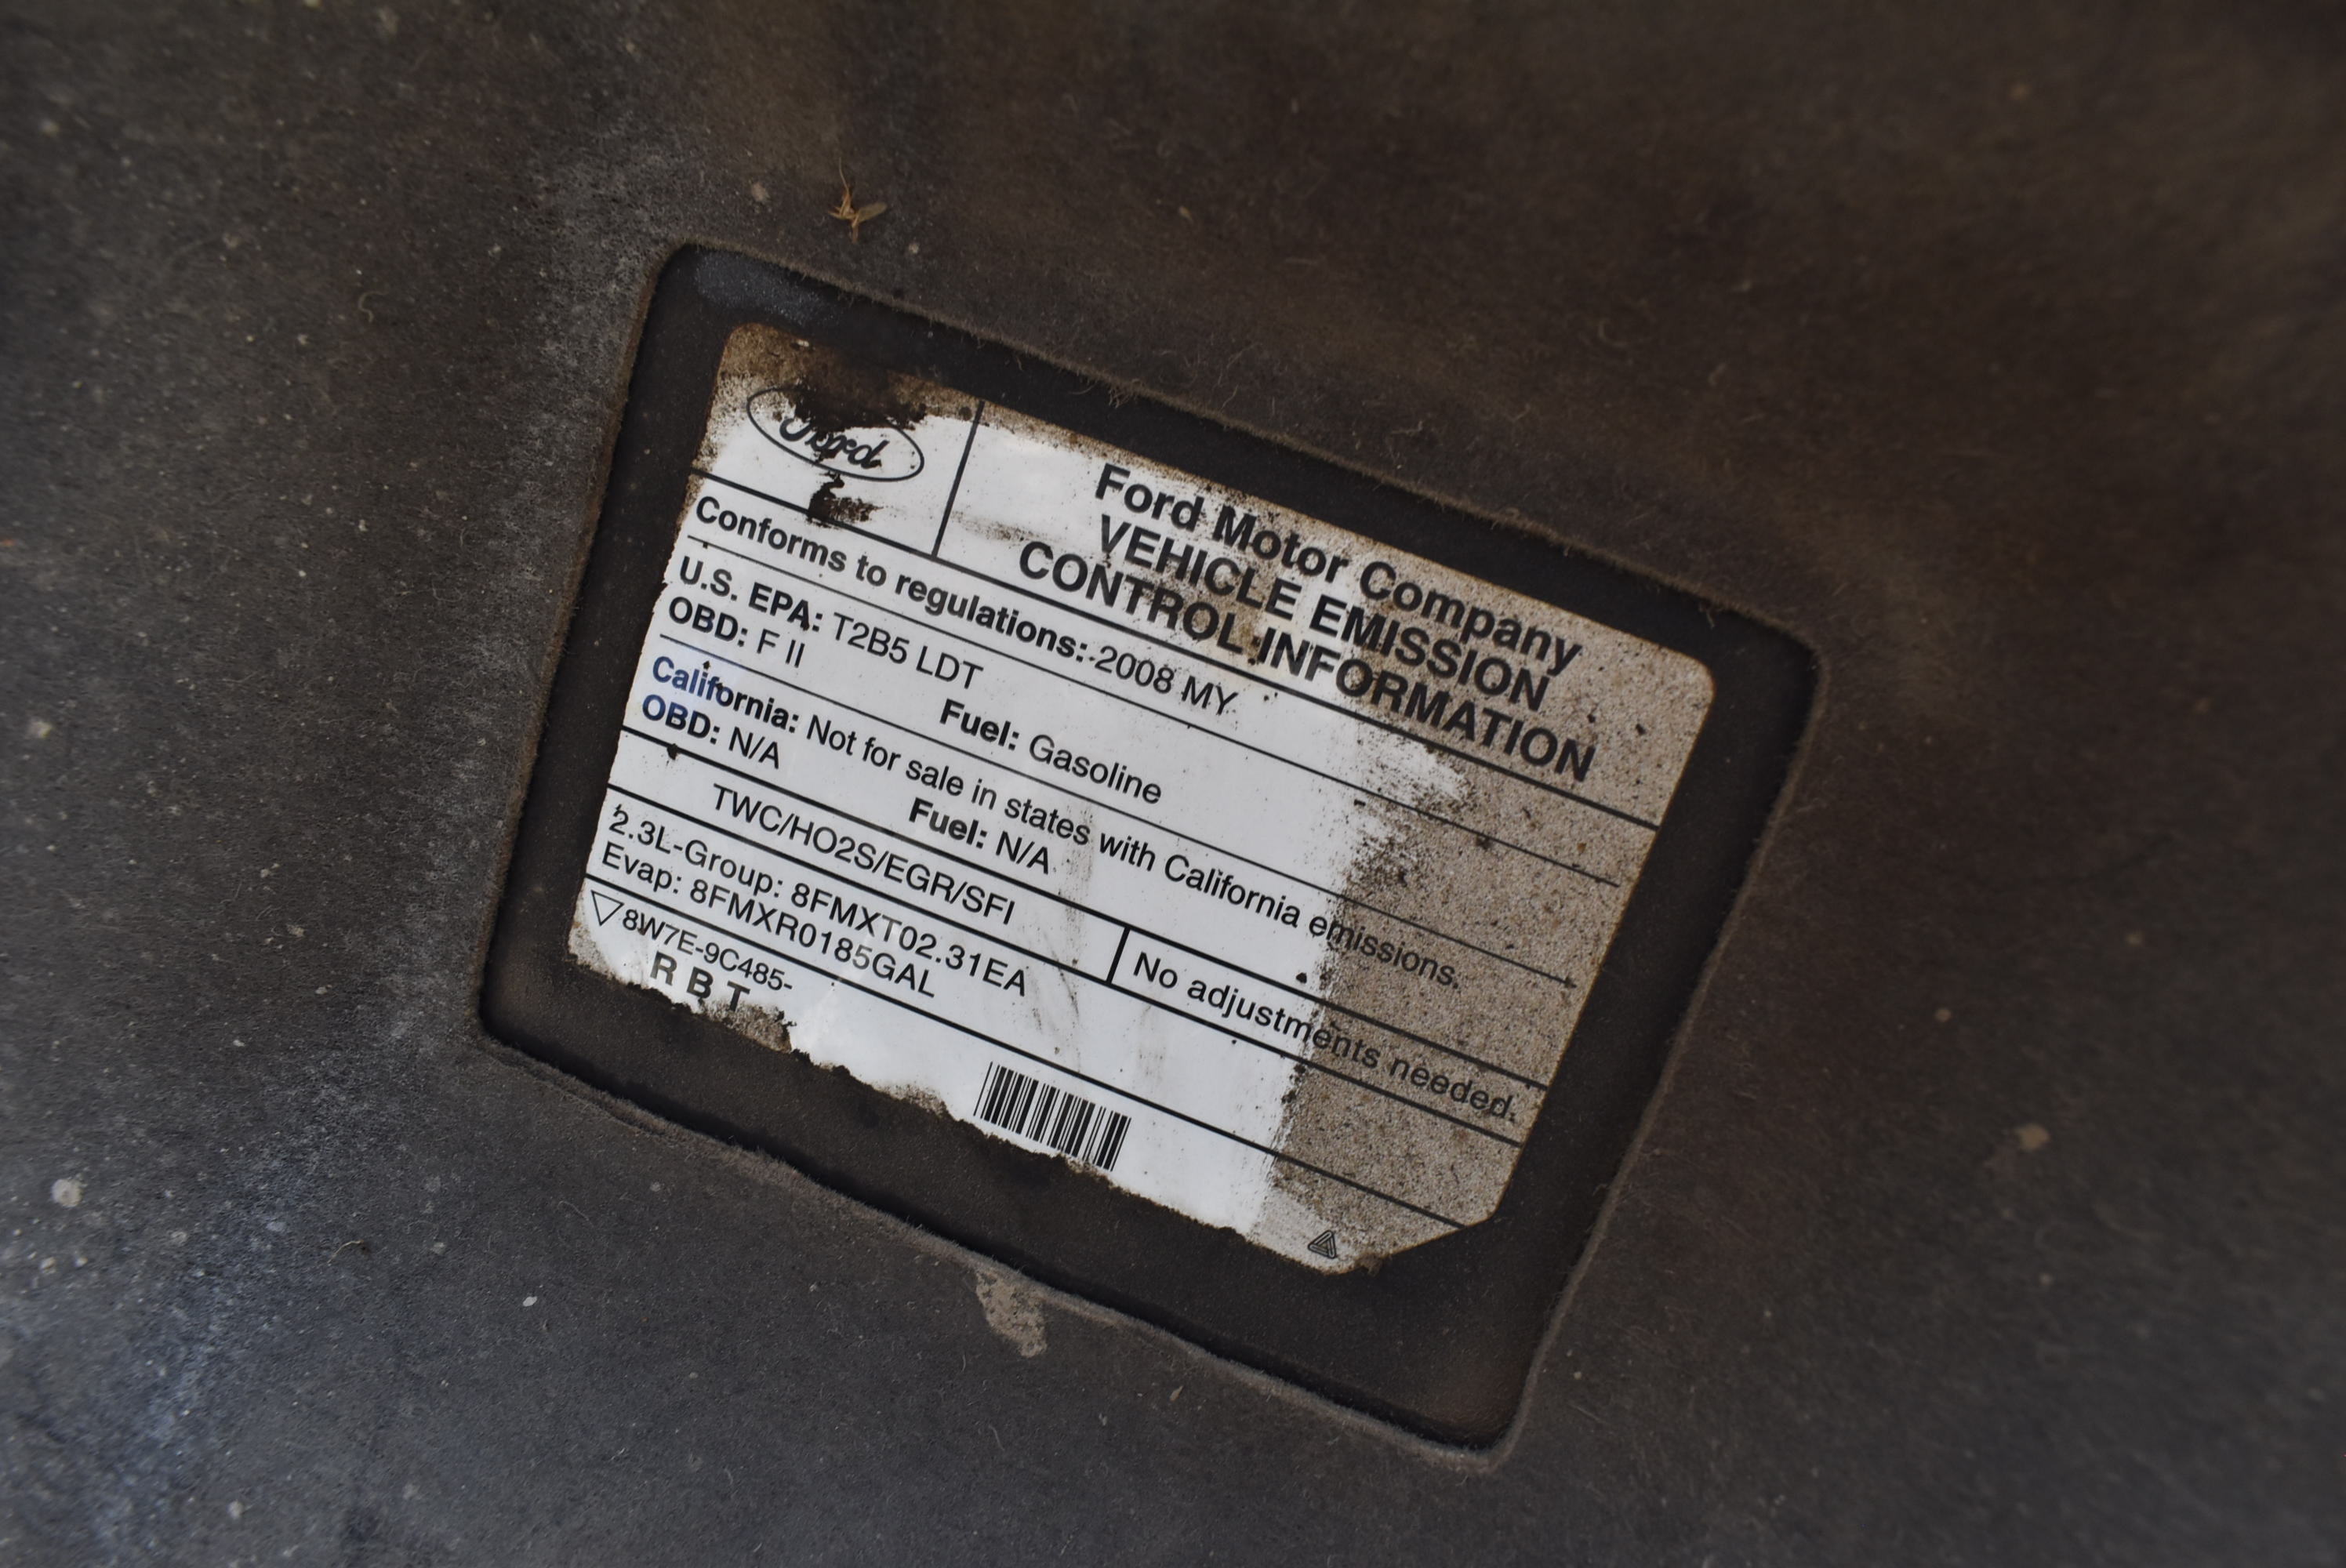 Ford
Ford Motor Company
VEHICLE EMISSION
CONTROL INFORMATION
Conforms to regulations: 2008 MY
U.S. EPA: T2B5 LDT
OBD: F II Fuel: Gasoline
California: Not for sale in states with California emissions.
OBD: N/A Fuel: N/A
TWC/HO2S/EGR/SFI
No adjustments needed.
2.3L-Group: 8FMXT02.31EA
Evap: 8FMXR0185GAL
8W7E-9C485-
RBT